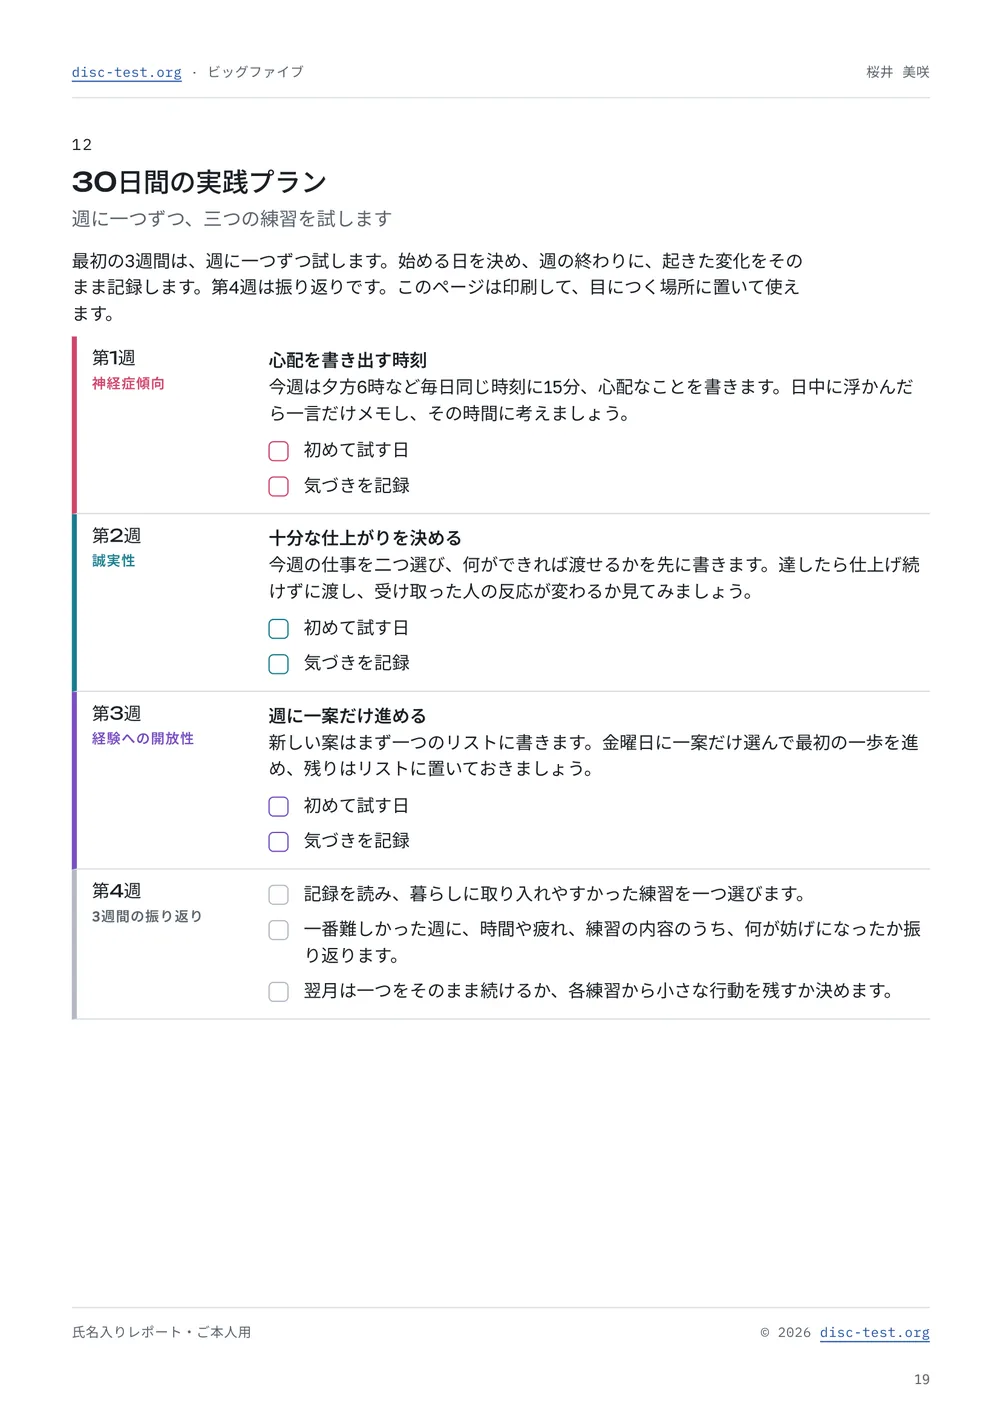 disc-test.org · ビッグファイブ
桜井 美咲
12
30日間の実践プラン
週に一つずつ、三つの練習を試します
最初の3週間は、週に一つずつ試します。始める日を決め、週の終わりに、起きた変化をその
まま記録します。第4週は振り返りです。このページは印刷して、目につく場所に置いて使え
ます。
第1週
神経症傾向
心配を書き出す時刻
今週は夕方6時など毎日同じ時刻に15分、心配なことを書きます。日中に浮かんだ
ら一言だけメモし、その時間に考えましょう。
初めて試す日
気づきを記録
第2週
誠実性
十分な仕上がりを決める
今週の仕事を二つ選び、何ができれば渡せるかを先に書きます。達したら仕上げ続
けずに渡し、受け取った人の反応が変わるか見てみましょう。
初めて試す日
気づきを記録
第3週
経験への開放性
週に一案だけ進める
新しい案はまず一つのリストに書きます。金曜日に一案だけ選んで最初の一歩を進
め、残りはリストに置いておきましょう。
初めて試す日
気づきを記録
第4週
3週間の振り返り
記録を読み、暮らしに取り入れやすかった練習を一つ選びます。
一番難しかった週に、時間や疲れ、練習の内容のうち、何が妨げになったか振
り返ります。
翌月は一つをそのまま続けるか、各練習から小さな行動を残すか決めます。
氏名入りレポート・ご本人用
© 2026 disc-test.org
19